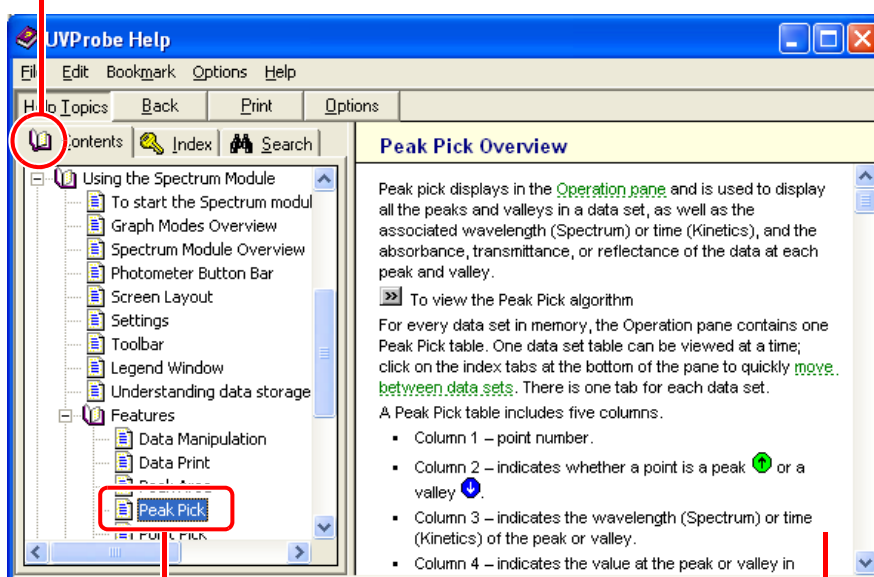 UVProbe Help
File Edit Bookmark Options Help
Help Topics Back Print Options
Contents Index Search
Using the Spectrum Module
To start the Spectrum modul
Graph Modes Overview
Spectrum Module Overview
Photometer Button Bar
Screen Layout
Settings
Toolbar
Legend Window
Understanding data storage
Features
Data Manipulation
Data Print
Peak Area
Peak Pick
Point Pick
Peak Pick Overview
Peak pick displays in the Operation pane and is used to display
all the peaks and valleys in a data set, as well as the
associated wavelength (Spectrum) or time (Kinetics), and the
absorbance, transmittance, or reflectance of the data at each
peak and valley.
>> To view the Peak Pick algorithm
For every data set in memory, the Operation pane contains one
Peak Pick table. One data set table can be viewed at a time;
click on the index tabs at the bottom of the pane to quickly move
between data sets. There is one tab for each data set.
A Peak Pick table includes five columns.
▪ Column 1 – point number.
▪ Column 2 – indicates whether a point is a peak or a
valley .
▪ Column 3 – indicates the wavelength (Spectrum) or time
(Kinetics) of the peak or valley.
▪ Column 4 – indicates the value at the peak or valley in